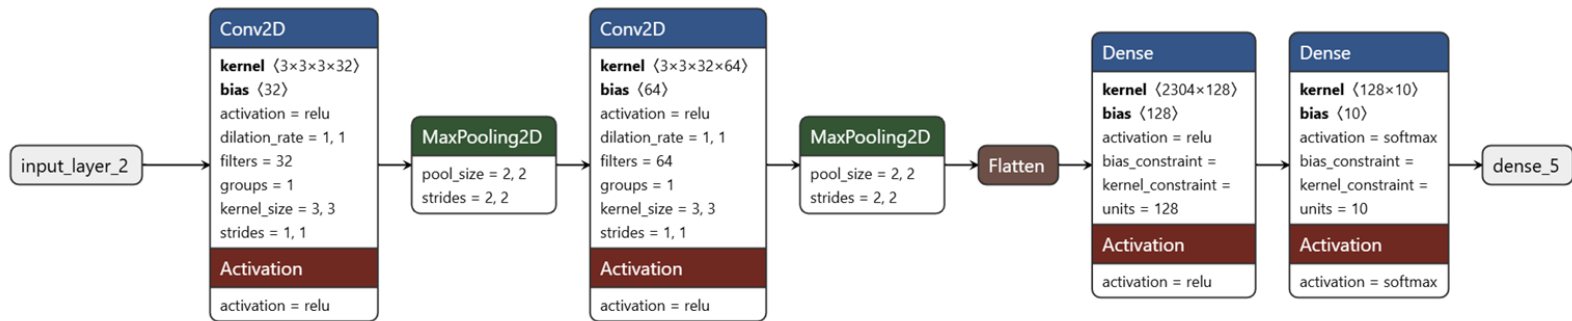 input_layer_2
Conv2D
kernel ⟨3×3×3×32⟩
bias ⟨32⟩
activation = relu
dilation_rate = 1, 1
filters = 32
groups = 1
kernel_size = 3, 3
strides = 1, 1
Activation
activation = relu
MaxPooling2D
pool_size = 2, 2
strides = 2, 2
Conv2D
kernel ⟨3×3×32×64⟩
bias ⟨64⟩
activation = relu
dilation_rate = 1, 1
filters = 64
groups = 1
kernel_size = 3, 3
strides = 1, 1
Activation
activation = relu
MaxPooling2D
pool_size = 2, 2
strides = 2, 2
Flatten
Dense
kernel ⟨2304×128⟩
bias ⟨128⟩
activation = relu
bias_constraint =
kernel_constraint =
units = 128
Activation
activation = relu
Dense
kernel ⟨128×10⟩
bias ⟨10⟩
activation = softmax
bias_constraint =
kernel_constraint =
units = 10
Activation
activation = softmax
dense_5